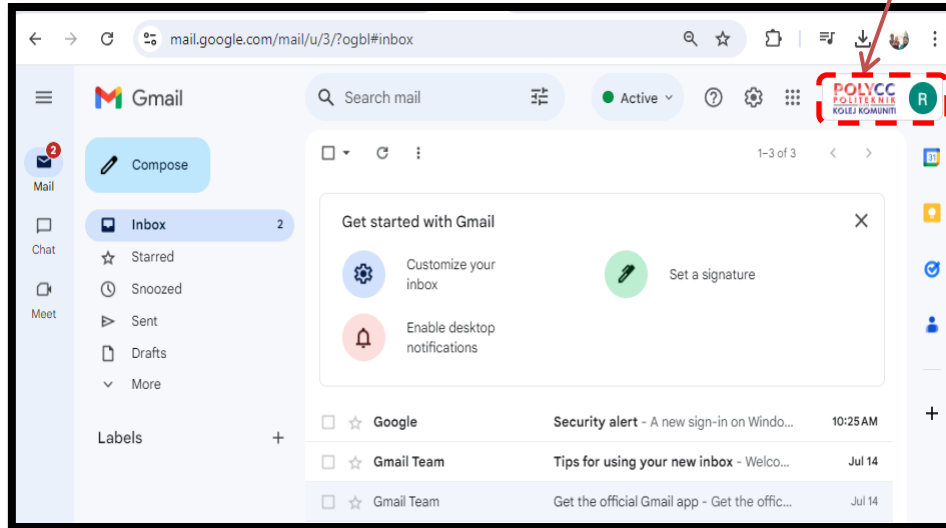 mail.google.com/mail/u/3/?ogbl#inbox
Gmail
Search mail
Active
POLYCC
POLITEKNIK
KOLEJ KOMUNITI
R
2
Mail
Chat
Meet
Compose
Inbox 2
Starred
Snoozed
Sent
Drafts
More
Labels
1–3 of 3
Get started with Gmail
Customize your
inbox
Set a signature
Enable desktop
notifications
Google Security alert - A new sign-in on Windo... 10:25 AM
Gmail Team Tips for using your new inbox - Welco... Jul 14
Gmail Team Get the official Gmail app - Get the offic... Jul 14
31